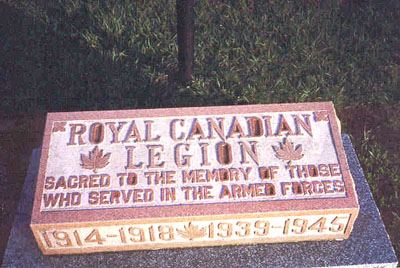 ROYAL CANADIAN
LEGION
SACRED TO THE MEMORY OF THOSE
WHO SERVED IN THE ARMED FORCES
1914-1918 1939-1945